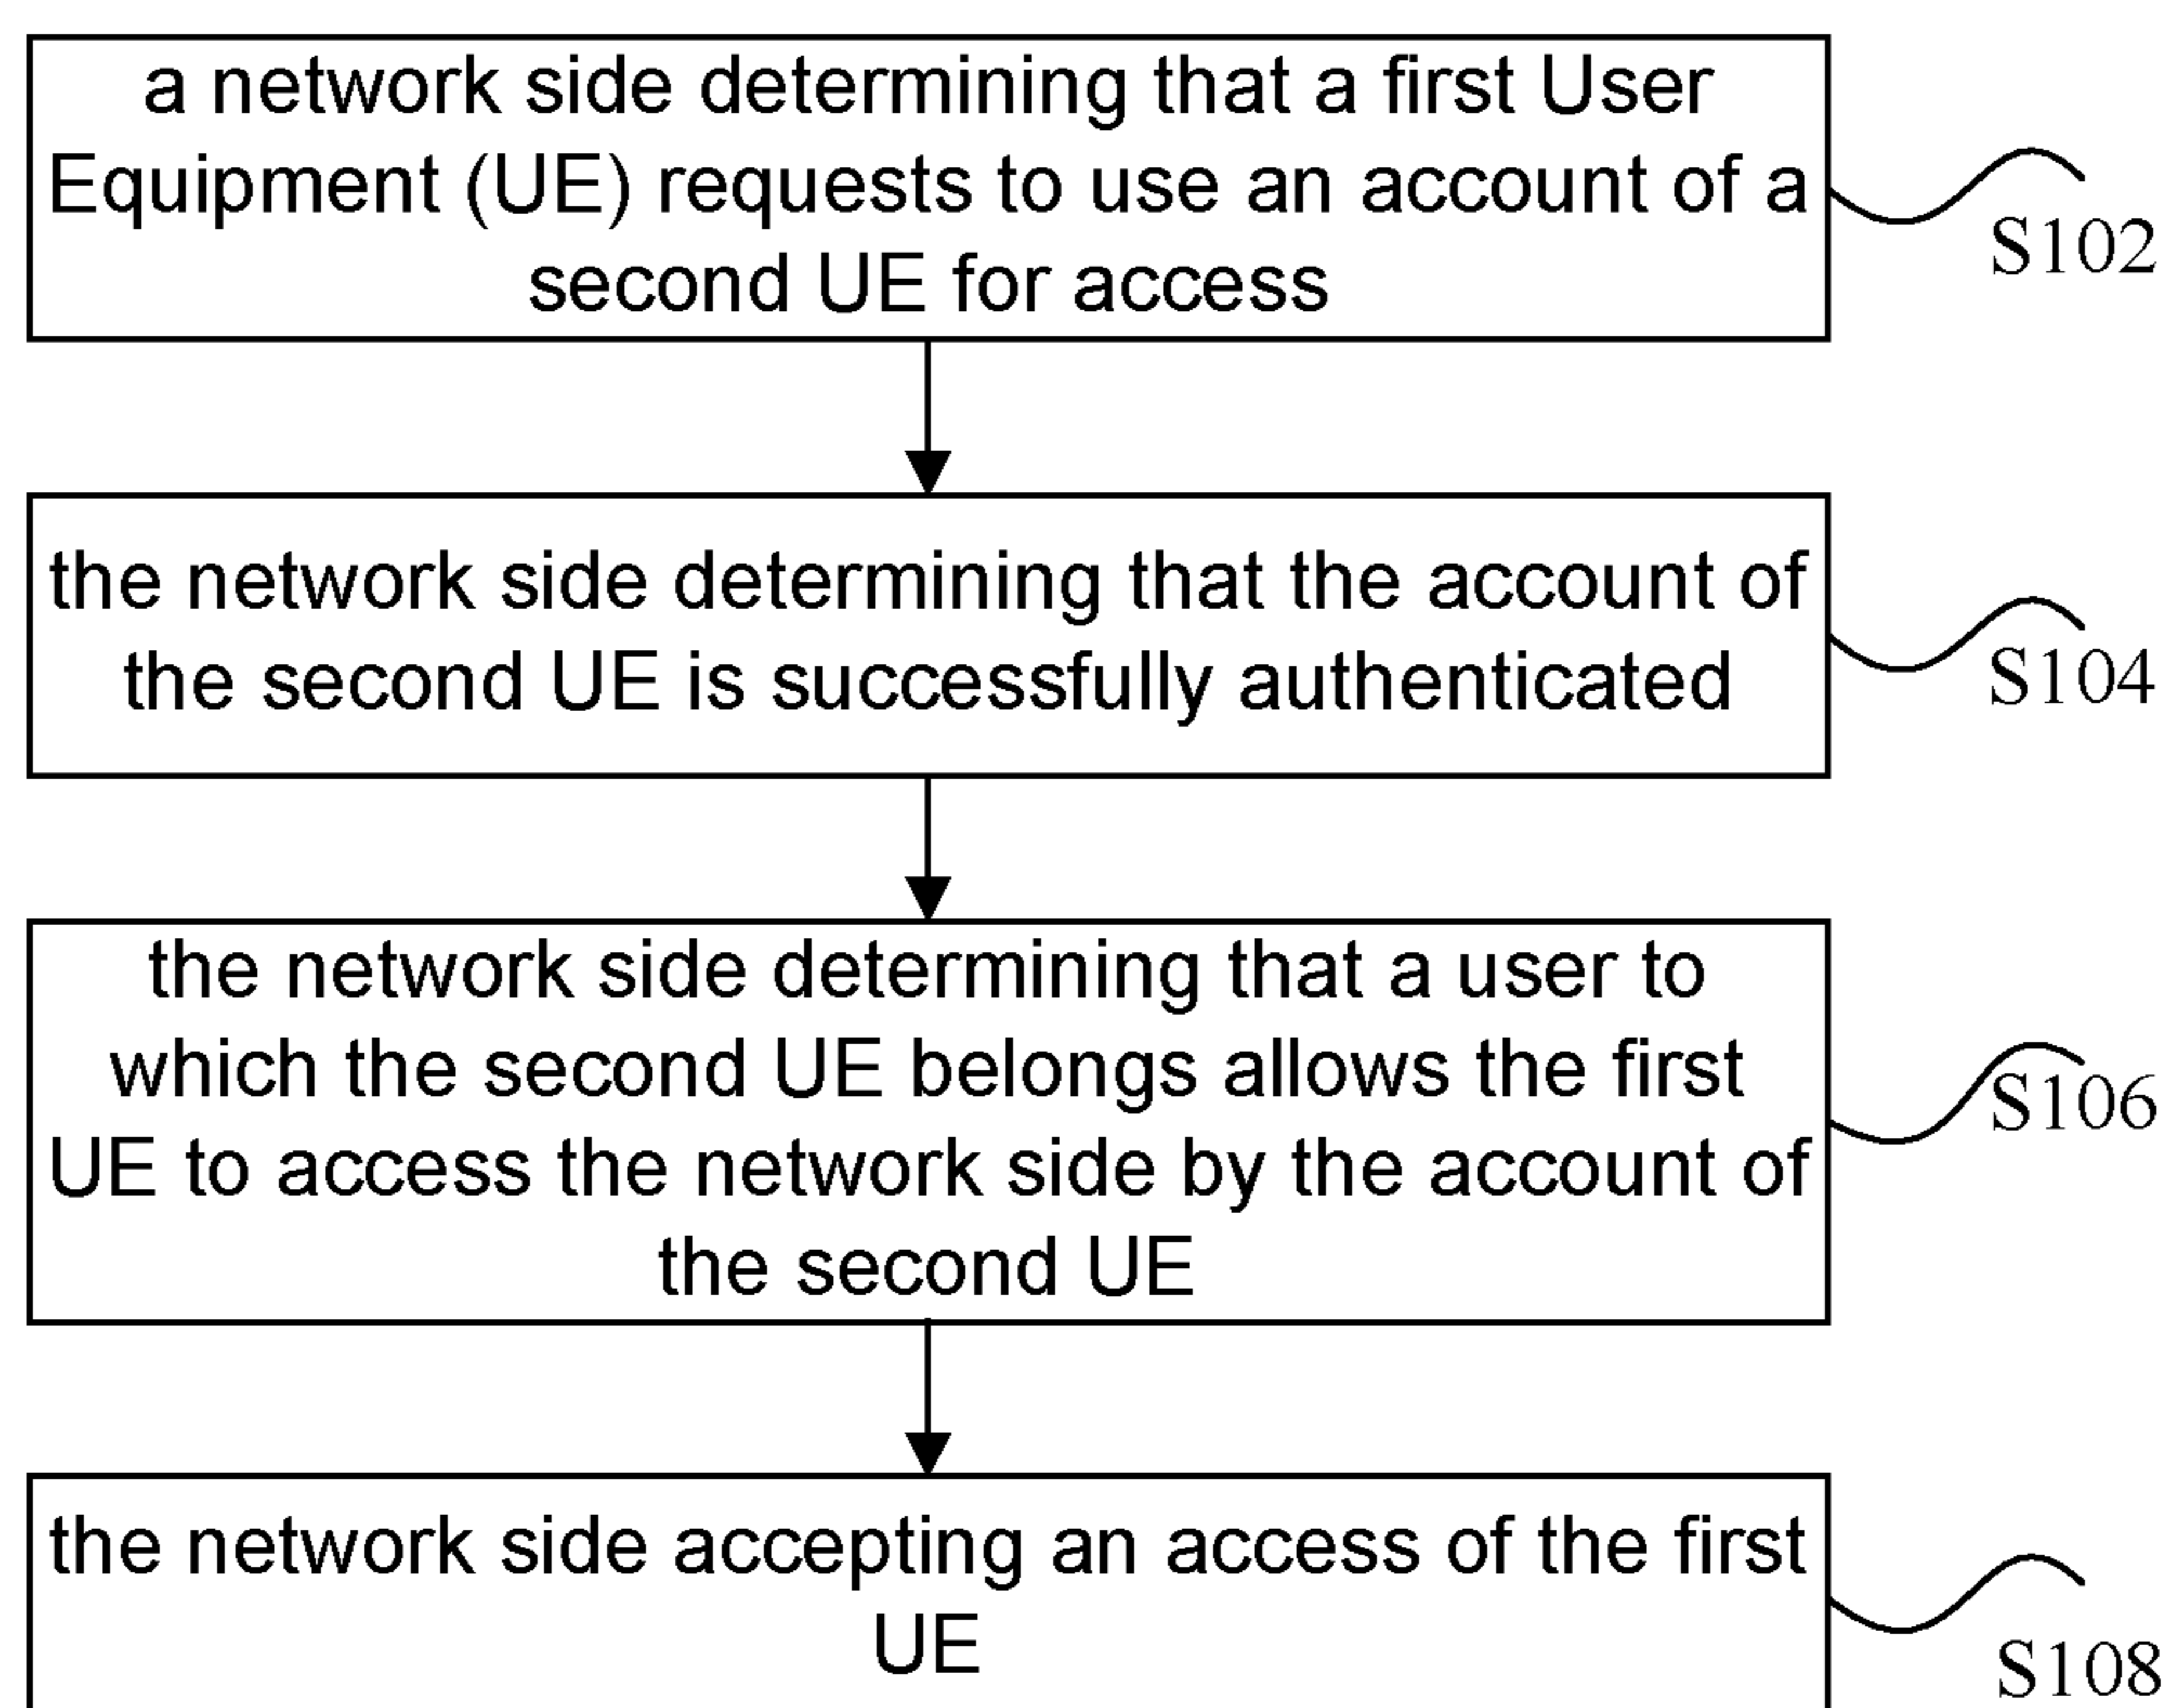 a network side determining that a first User
Equipment (UE) requests to use an account of a
second UE for access
S102
the network side determining that the account of
the second UE is successfully authenticated
S104
the network side determining that a user to
which the second UE belongs allows the first
UE to access the network side by the account of
the second UE
S106
the network side accepting an access of the first
UE
S108